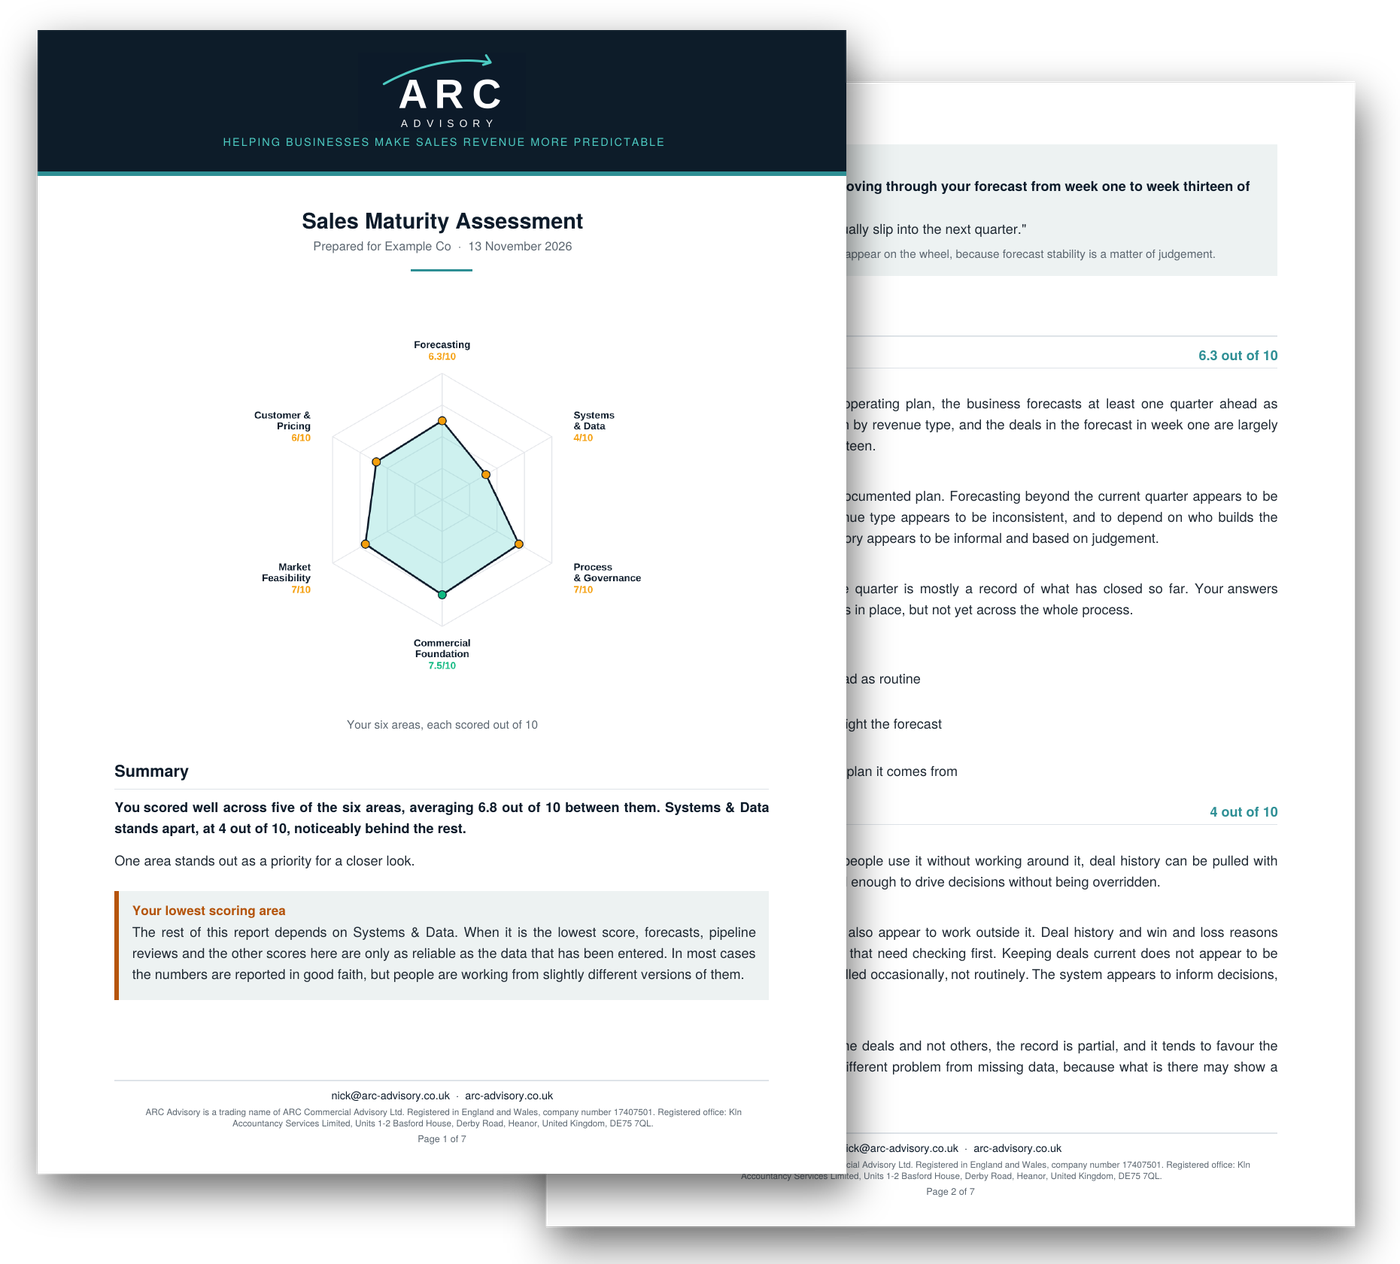 ARC
ADVISORY
HELPING BUSINESSES MAKE SALES REVENUE MORE PREDICTABLE
Sales Maturity Assessment
Prepared for Example Co · 13 November 2026
Forecasting
6.3/10
Systems
& Data
4/10
Process
& Governance
7/10
Commercial
Foundation
7.5/10
Market
Feasibility
7/10
Customer &
Pricing
6/10
Your six areas, each scored out of 10
Summary
You scored well across five of the six areas, averaging 6.8 out of 10 between them. Systems & Data
stands apart, at 4 out of 10, noticeably behind the rest.
One area stands out as a priority for a closer look.
Your lowest scoring area
The rest of this report depends on Systems & Data. When it is the lowest score, forecasts, pipeline
reviews and the other scores here are only as reliable as the data that has been entered. In most cases
the numbers are reported in good faith, but people are working from slightly different versions of them.
nick@arc-advisory.co.uk · arc-advisory.co.uk
ARC Advisory is a trading name of ARC Commercial Advisory Ltd. Registered in England and Wales, company number 17407501. Registered office: Kln
Accountancy Services Limited, Units 1-2 Basford House, Derby Road, Heanor, United Kingdom, DE75 7QL.
Page 1 of 7
through your forecast from week one to week thirteen of
slip into the next quarter."
appear on the wheel, because forecast stability is a matter of judgement.
6.3 out of 10
operating plan, the business forecasts at least one quarter ahead as
by revenue type, and the deals in the forecast in week one are largely
plan. Forecasting beyond the current quarter appears to be
type appears to be inconsistent, and to depend on who builds the
appears to be informal and based on judgement.
quarter is mostly a record of what has closed so far. Your answers
in place, but not yet across the whole process.
as routine
the forecast
plan it comes from
4 out of 10
people use it without working around it, deal history can be pulled with
enough to drive decisions without being overridden.
also appear to work outside it. Deal history and win and loss reasons
that need checking first. Keeping deals current does not appear to be
occasionally, not routinely. The system appears to inform decisions,
deals and not others, the record is partial, and it tends to favour the
different problem from missing data, because what is there may show a
arc-advisory.co.uk
Advisory Ltd. Registered in England and Wales, company number 17407501. Registered office: Kln
Accountancy Services Limited, Units 1-2 Basford House, Derby Road, Heanor, United Kingdom, DE75 7QL.
Page 2 of 7